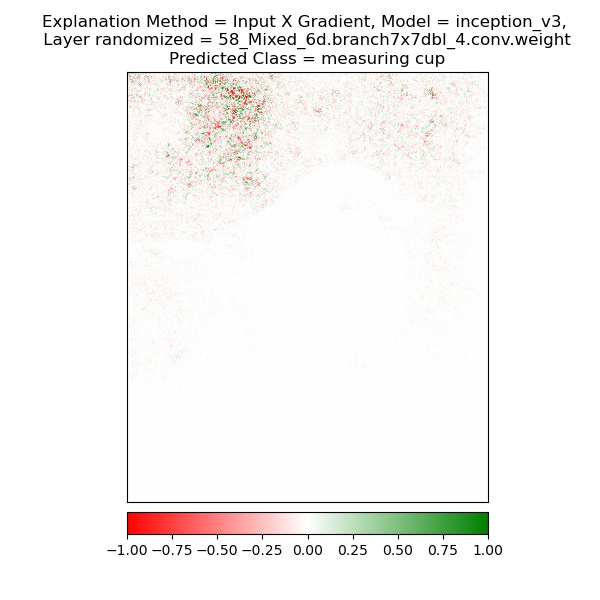 Explanation Method = Input X Gradient, Model = inception_v3,
Layer randomized = 58_Mixed_6d.branch7x7dbl_4.conv.weight
Predicted Class = measuring cup
−1.00 −0.75 −0.50 −0.25 0.00 0.25 0.50 0.75 1.00